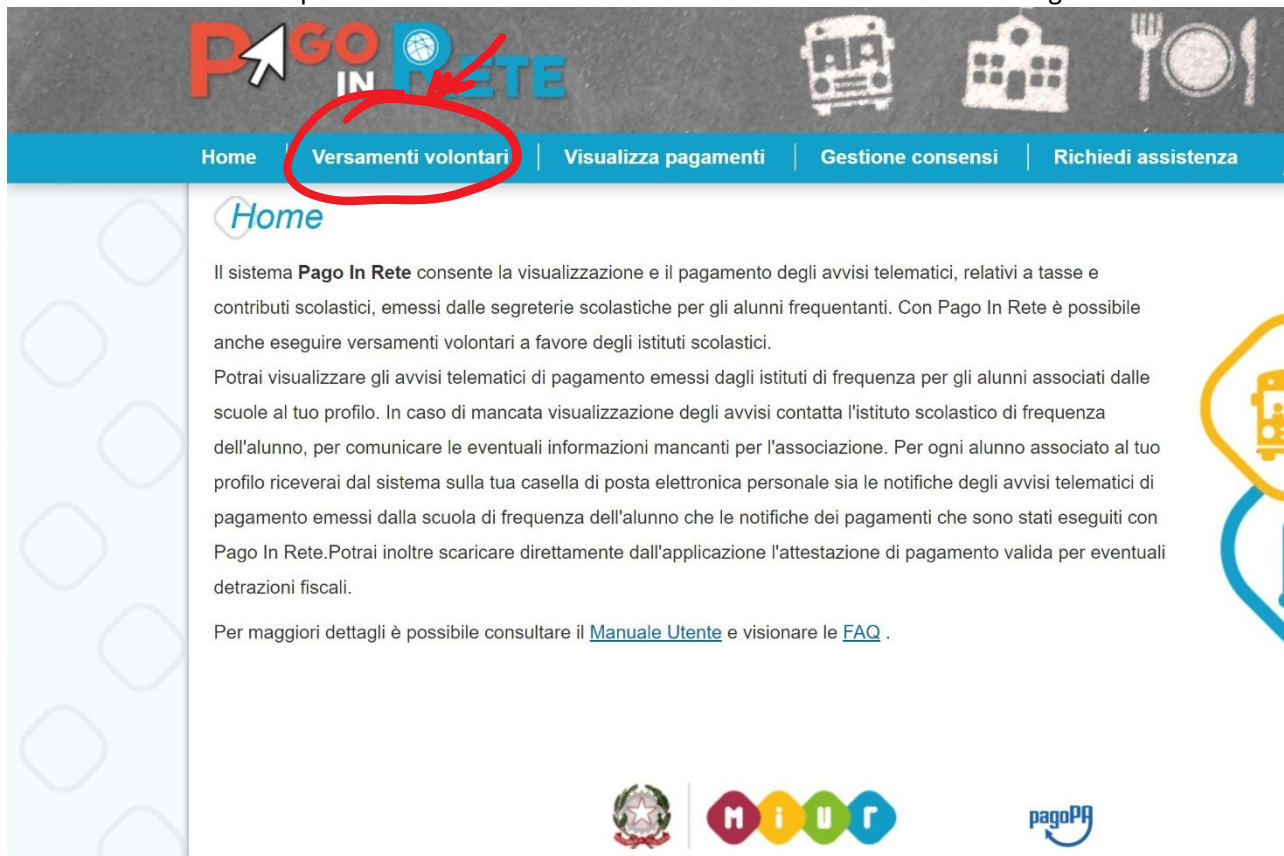 PAGO
IN RETE
Home
Versamenti volontari
Visualizza pagamenti
Gestione consensi
Richiedi assistenza
Home
Il sistema Pago In Rete consente la visualizzazione e il pagamento degli avvisi telematici, relativi a tasse e
contributi scolastici, emessi dalle segreterie scolastiche per gli alunni frequentanti. Con Pago In Rete è possibile
anche eseguire versamenti volontari a favore degli istituti scolastici.
Potrai visualizzare gli avvisi telematici di pagamento emessi dagli istituti di frequenza per gli alunni associati dalle
scuole al tuo profilo. In caso di mancata visualizzazione degli avvisi contatta l'istituto scolastico di frequenza
dell'alunno, per comunicare le eventuali informazioni mancanti per l'associazione. Per ogni alunno associato al tuo
profilo riceverai dal sistema sulla tua casella di posta elettronica personale sia le notifiche degli avvisi telematici di
pagamento emessi dalla scuola di frequenza dell'alunno che le notifiche dei pagamenti che sono stati eseguiti con
Pago In Rete.Potrai inoltre scaricare direttamente dall'applicazione l'attestazione di pagamento valida per eventuali
detrazioni fiscali.
Per maggiori dettagli è possibile consultare il Manuale Utente e visionare le FAQ .
Miur
pagoPA